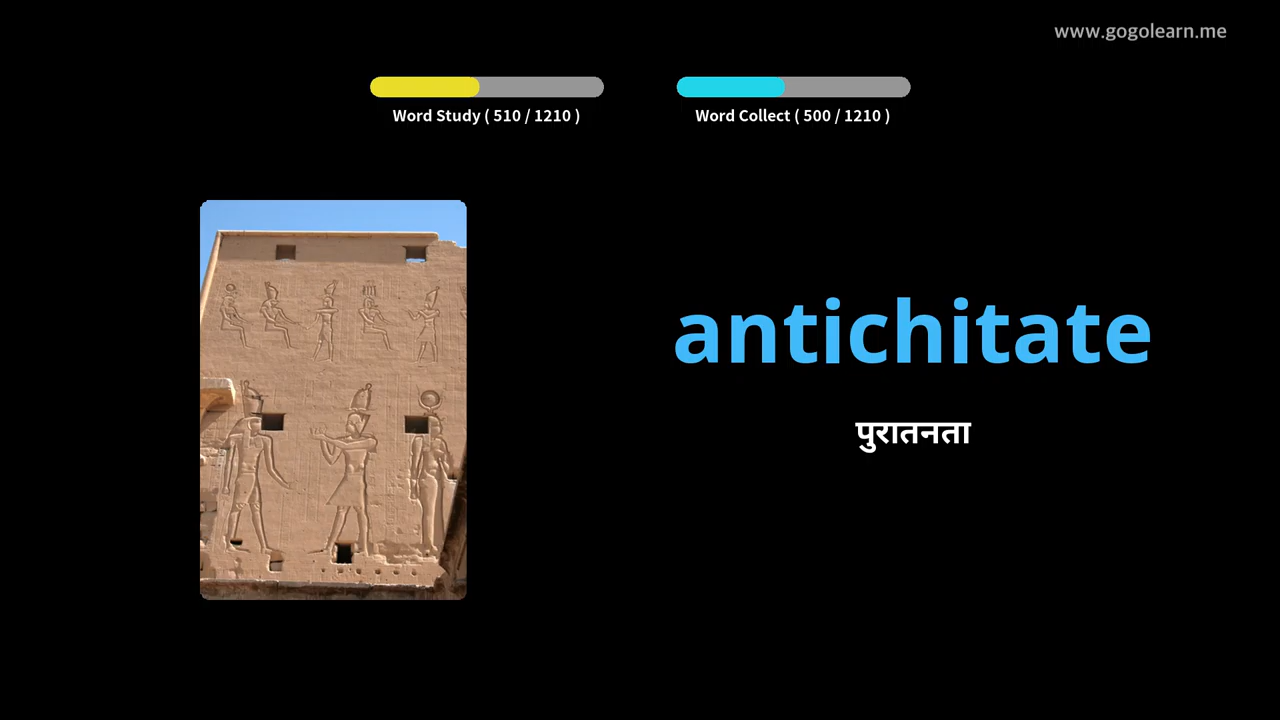 www.gogolearn.me
Word Study ( 510 / 1210 )
Word Collect ( 500 / 1210 )
antichitate
पुरातनता